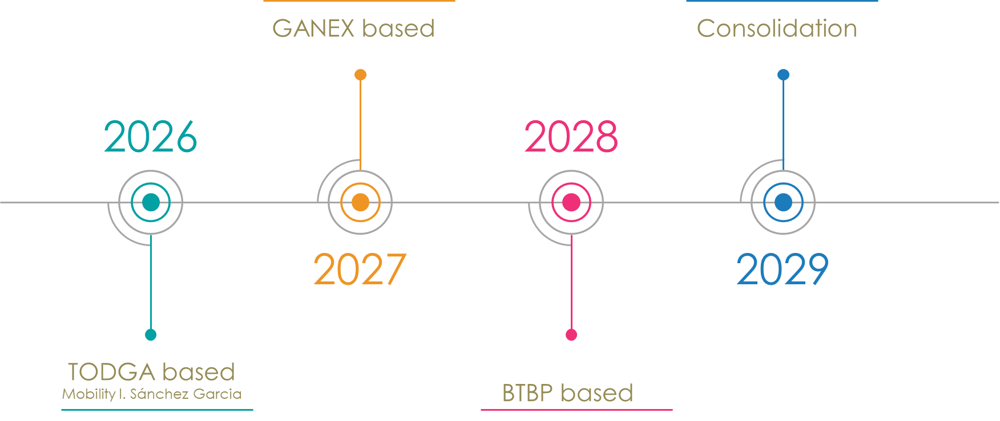 GANEX based
Consolidation
2026
2028
2027
2029
TODGA based
Mobility I. Sánchez Garcia
BTBP based